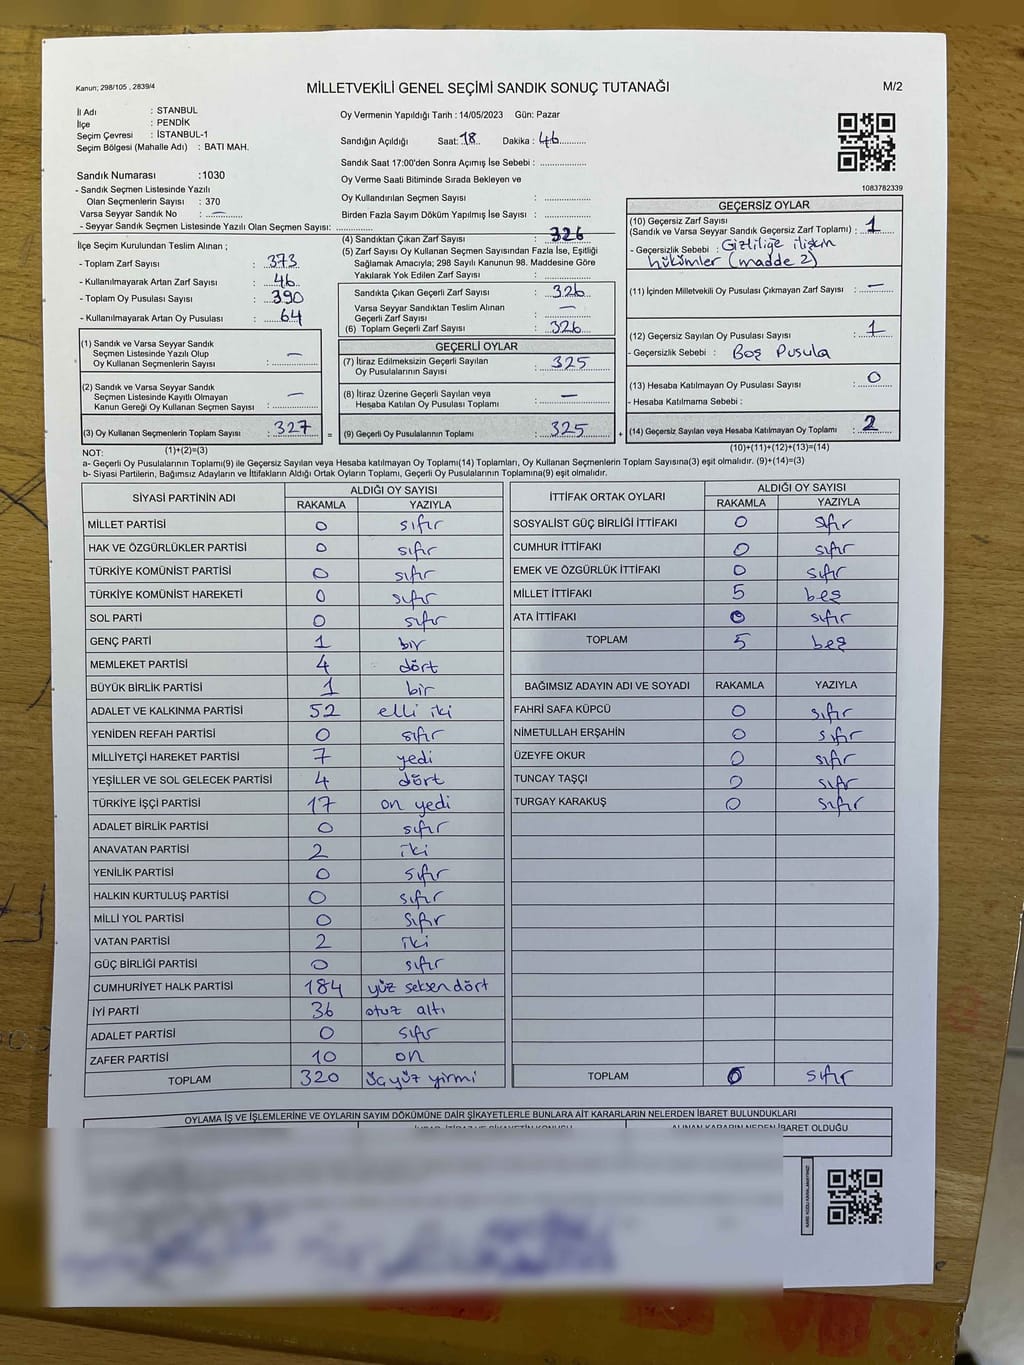 Kanun; 298/105 , 2839/4
MİLLETVEKİLİ GENEL SEÇİMİ SANDIK SONUÇ TUTANAĞI
M/2
İl Adı : STANBUL
İlçe : PENDİK
Seçim Çevresi : İSTANBUL-1
Seçim Bölgesi (Mahalle Adı) : BATI MAH.
Oy Vermenin Yapıldığı Tarih : 14/05/2023 Gün: Pazar
Sandığın Açıldığı Saat: 18 Dakika : 46
Sandık Saat 17:00'den Sonra Açmış İse Sebebi :
Oy Verme Saati Bitiminde Sırada Bekleyen ve
Oy Kullandırılan Seçmen Sayısı :
Birden Fazla Sayım Döküm Yapılmış İse Sayısı :
1083782339
Sandık Numarası :1030
- Sandık Seçmen Listesinde Yazılı
Olan Seçmenlerin Sayısı : 370
Varsa Seyyar Sandık No : —
- Seyyar Sandık Seçmen Listesinde Yazılı Olan Seçmen Sayısı:
İlçe Seçim Kurulundan Teslim Alınan ;
- Toplam Zarf Sayısı : 373
- Kullanılmayarak Artan Zarf Sayısı : 46
- Toplam Oy Pusulası Sayısı : 390
- Kullanılmayarak Artan Oy Pusulası : 64
(1) Sandık ve Varsa Seyyar Sandık
Seçmen Listesinde Yazılı Olup
Oy Kullanan Seçmenlerin Sayısı : —
(2) Sandık ve Varsa Seyyar Sandık
Seçmen Listesinde Kayıtlı Olmayan
Kanun Gereği Oy Kullanan Seçmen Sayısı : —
(3) Oy Kullanan Seçmenlerin Toplam Sayısı : 327
(1)+(2)=(3)
(4) Sandıktan Çıkan Zarf Sayısı : 326
(5) Zarf Sayısı Oy Kullanan Seçmen Sayısından Fazla İse, Eşitliği
Sağlamak Amacıyla; 298 Sayılı Kanunun 98. Maddesine Göre
Yakılarak Yok Edilen Zarf Sayısı :
Sandıkta Çıkan Geçerli Zarf Sayısı : 326
Varsa Seyyar Sandıktan Teslim Alınan
Geçerli Zarf Sayısı : —
(6) Toplam Geçerli Zarf Sayısı : 326
GEÇERLİ OYLAR
(7) İtiraz Edilmeksizin Geçerli Sayılan
Oy Pusulalarının Sayısı : 325
(8) İtiraz Üzerine Geçerli Sayılan veya
Hesaba Katılan Oy Pusulası Toplamı : —
= (9) Geçerli Oy Pusulalarının Toplamı : 325 +
GEÇERSİZ OYLAR
(10) Geçersiz Zarf Sayısı
(Sandık ve Varsa Seyyar Sandık Geçersiz Zarf Toplamı) : 1
- Geçersizlik Sebebi : Gizliliğe ilişkin
hükümler (madde 2)
(11) İçinden Milletvekili Oy Pusulası Çıkmayan Zarf Sayısı : —
(12) Geçersiz Sayılan Oy Pusulası Sayısı : 1
- Geçersizlik Sebebi : Boş Pusula
(13) Hesaba Katılmayan Oy Pusulası Sayısı : 0
- Hesaba Katılmama Sebebi :
(14) Geçersiz Sayılan veya Hesaba Katılmayan Oy Toplamı : 2
(10)+(11)+(12)+(13)=(14)
NOT:
a- Geçerli Oy Pusulalarının Toplamı(9) ile Geçersiz Sayılan veya Hesaba Katılmayan Oy Toplamı(14) Toplamları, Oy Kullanan Seçmenlerin Toplam Sayısına(3) eşit olmalıdır. (9)+(14)=(3)
b- Siyasi Partilerin, Bağımsız Adayların ve İttifakların Aldığı Ortak Oyların Toplamı, Geçerli Oy Pusulalarının Toplamına(9) eşit olmalıdır.
SİYASİ PARTİNİN ADI ALDIĞI OY SAYISI
RAKAMLA YAZIYLA
MİLLET PARTİSİ 0 sıfır
HAK VE ÖZGÜRLÜKLER PARTİSİ 0 sıfır
TÜRKİYE KOMÜNİST PARTİSİ 0 sıfır
TÜRKİYE KOMÜNİST HAREKETİ 0 sıfır
SOL PARTİ 0 sıfır
GENÇ PARTİ 1 bir
MEMLEKET PARTİSİ 4 dört
BÜYÜK BİRLİK PARTİSİ 1 bir
ADALET VE KALKINMA PARTİSİ 52 elli iki
YENİDEN REFAH PARTİSİ 0 sıfır
MİLLİYETÇİ HAREKET PARTİSİ 7 yedi
YEŞİLLER VE SOL GELECEK PARTİSİ 4 dört
TÜRKİYE İŞÇİ PARTİSİ 17 on yedi
ADALET BİRLİK PARTİSİ 0 sıfır
ANAVATAN PARTİSİ 2 iki
YENİLİK PARTİSİ 0 sıfır
HALKIN KURTULUŞ PARTİSİ 0 sıfır
MİLLİ YOL PARTİSİ 0 sıfır
VATAN PARTİSİ 2 iki
GÜÇ BİRLİĞİ PARTİSİ 0 sıfır
CUMHURİYET HALK PARTİSİ 184 yüz seksen dört
İYİ PARTİ 36 otuz altı
ADALET PARTİSİ 0 sıfır
ZAFER PARTİSİ 10 on
TOPLAM 320 üçyüz yirmi
İTTİFAK ORTAK OYLARI ALDIĞI OY SAYISI
RAKAMLA YAZIYLA
SOSYALİST GÜÇ BİRLİĞİ İTTİFAKI 0 sıfır
CUMHUR İTTİFAKI 0 sıfır
EMEK VE ÖZGÜRLÜK İTTİFAKI 0 sıfır
MİLLET İTTİFAKI 5 beş
ATA İTTİFAKI 0 sıfır
TOPLAM 5 beş
BAĞIMSIZ ADAYIN ADI VE SOYADI RAKAMLA YAZIYLA
FAHRİ SAFA KÜPCÜ 0 sıfır
NİMETULLAH ERŞAHİN 0 sıfır
ÜZEYFE OKUR 0 sıfır
TUNCAY TAŞÇI 0 sıfır
TURGAY KARAKUŞ 0 sıfır
TOPLAM 0 sıfır
OYLAMA İŞ VE İŞLEMLERİNE VE OYLARIN SAYIM DÖKÜMÜNE DAİR ŞİKAYETLERLE BUNLARA AİT KARARLARIN NELERDEN İBARET BULUNDUKLARI
ALINAN KARARIN NEDEN İBARET OLDUĞU